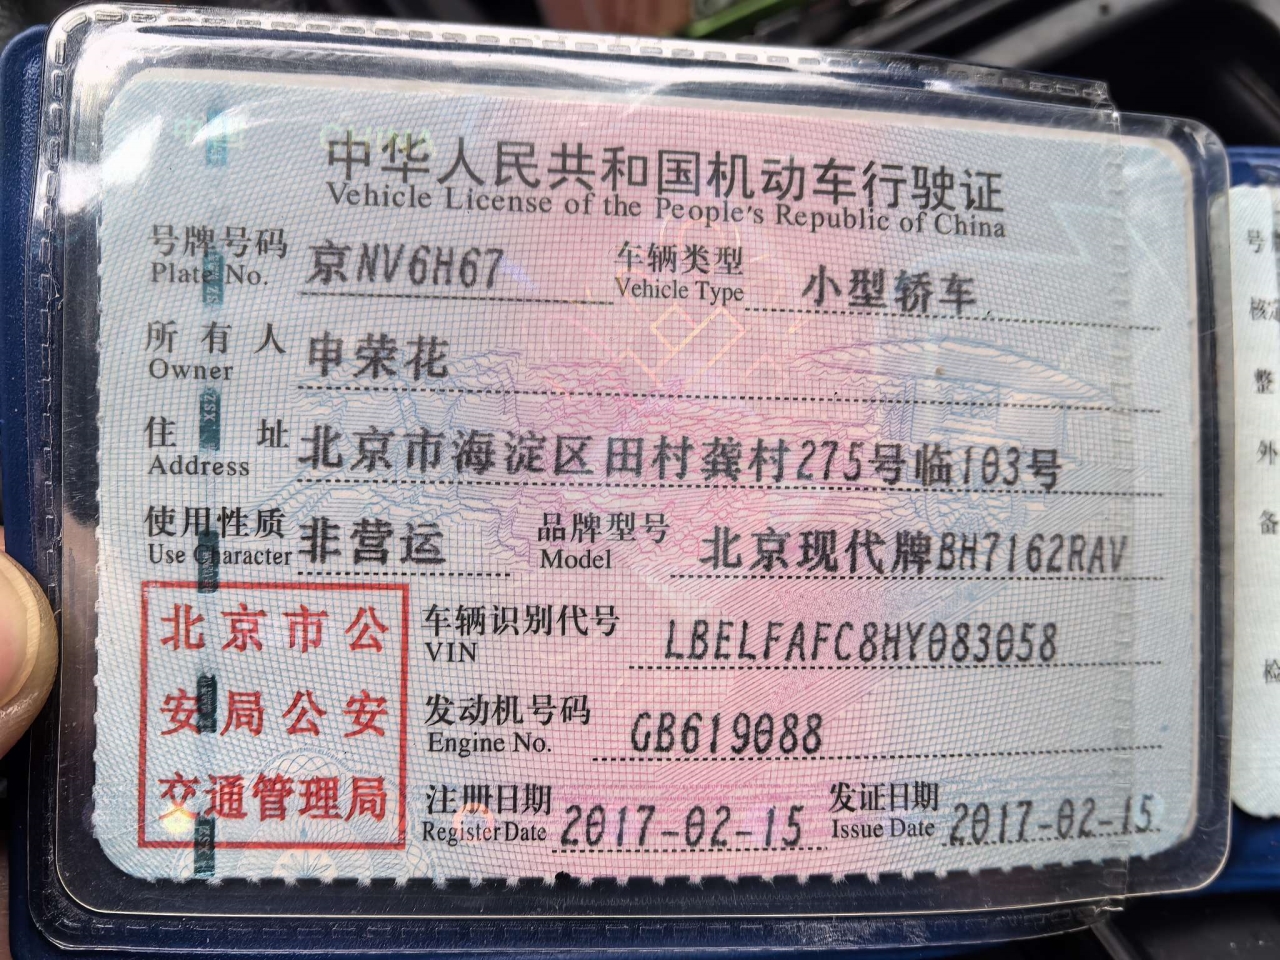 中华人民共和国机动车行驶证
Vehicle License of the People's Republic of China
号牌号码 京NV6H67 车辆类型 小型轿车
Plate No. Vehicle Type
所有人 申荣花
Owner
住址 北京市海淀区田村龚村275号临103号
Address
使用性质 非营运 品牌型号 北京现代牌BH7162RAV
Use Character Model
北京市公
安局公安
交通管理局
车辆识别代号 LBELFAFC8HY083058
VIN
发动机号码 GB619088
Engine No.
注册日期 2017-02-15 发证日期 2017-02-15
Register Date Issue Date
号
核定
整
外
备
检